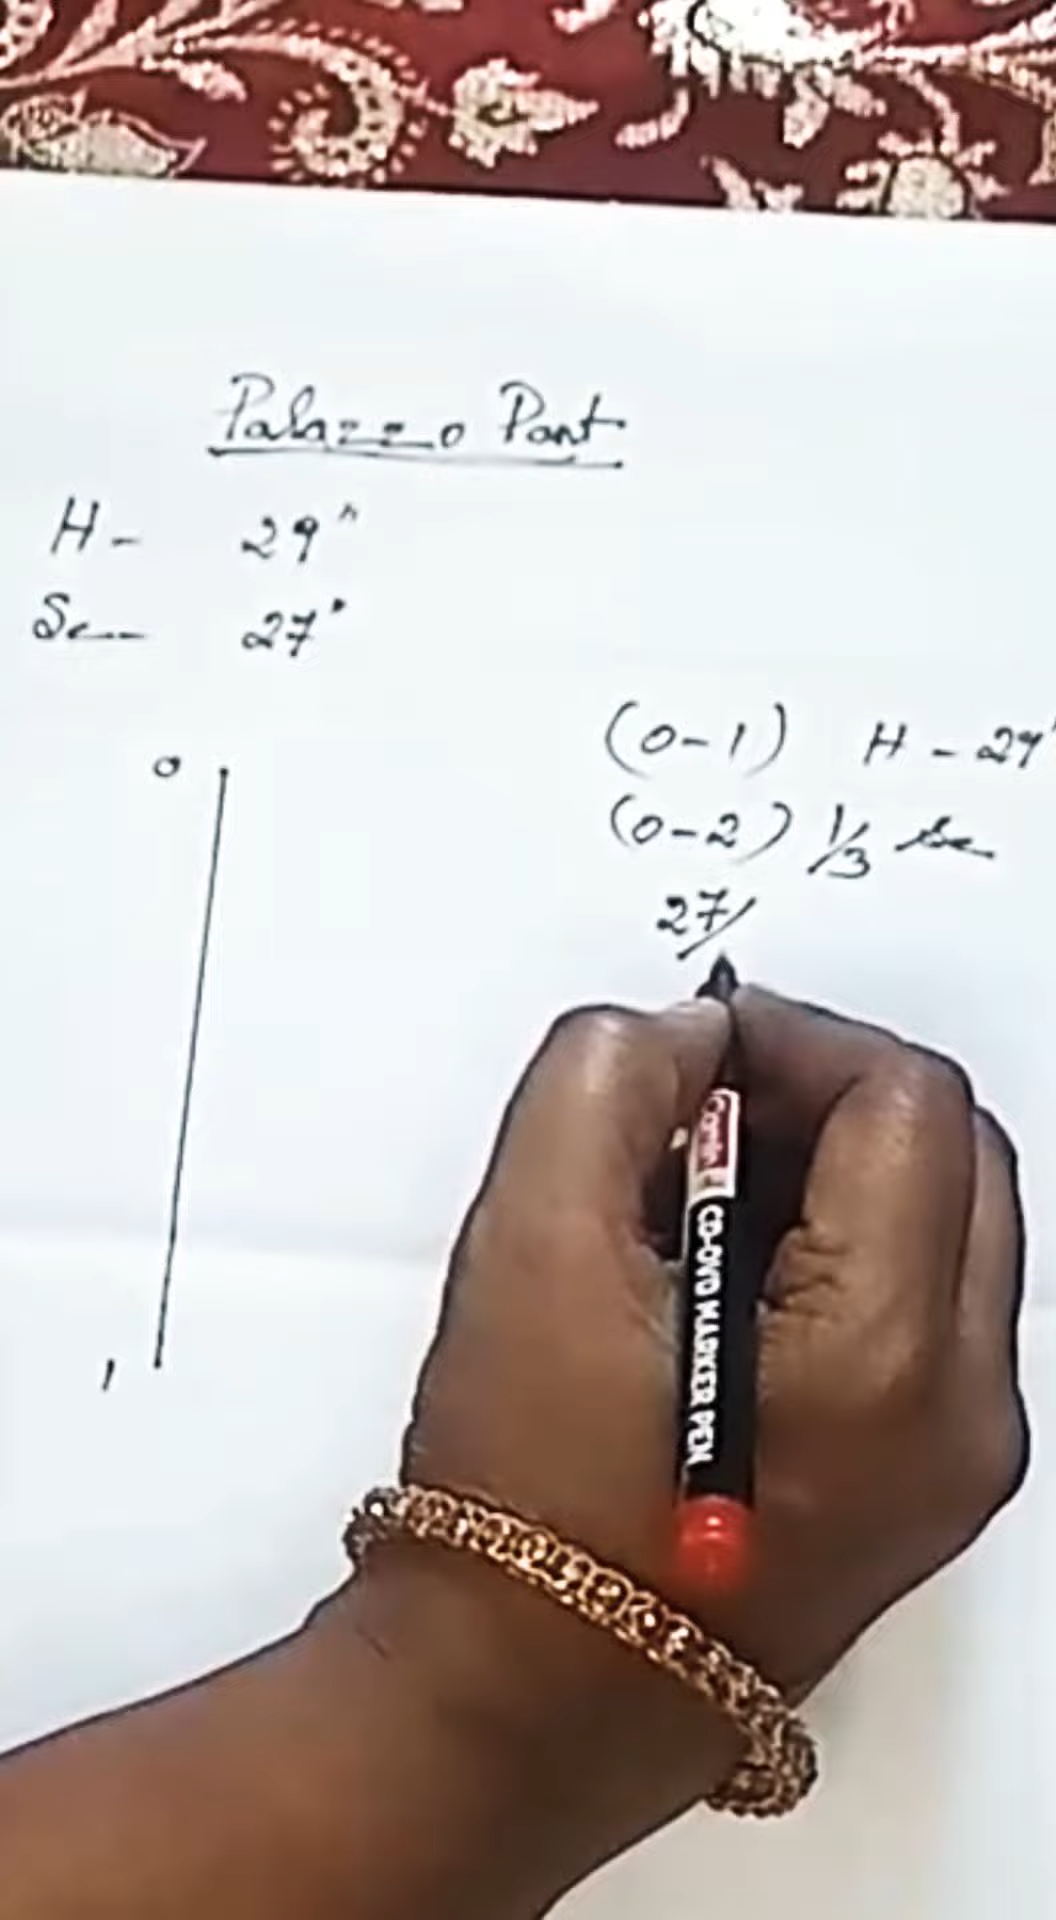 Palazzo Pant
H - 29"
Se - 27"
0
(0-1) H - 29"
(0-2) 1/3 Se
27/
1
CD-DVD MARKER PEN